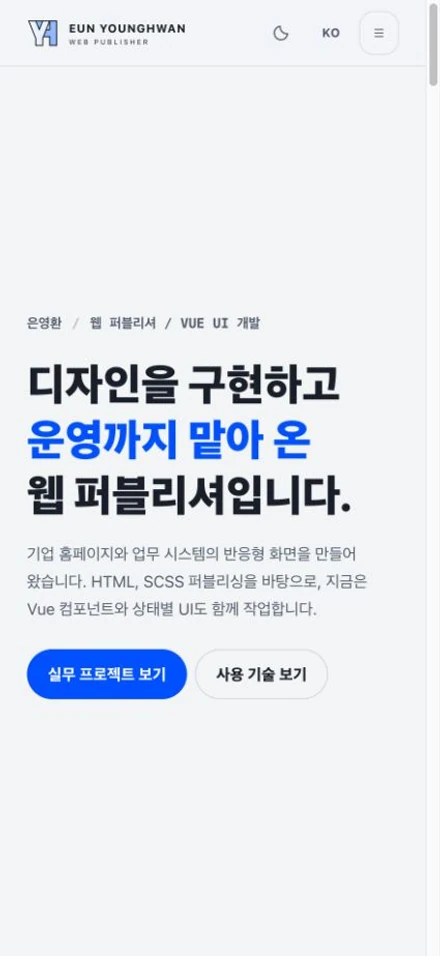 YH
EUN YOUNGHWAN
WEB PUBLISHER
KO
은영환 / 웹 퍼블리셔 / VUE UI 개발
디자인을 구현하고
운영까지 맡아 온
웹 퍼블리셔입니다.
기업 홈페이지와 업무 시스템의 반응형 화면을 만들어
왔습니다. HTML, SCSS 퍼블리싱을 바탕으로, 지금은
Vue 컴포넌트와 상태별 UI도 함께 작업합니다.
실무 프로젝트 보기
사용 기술 보기